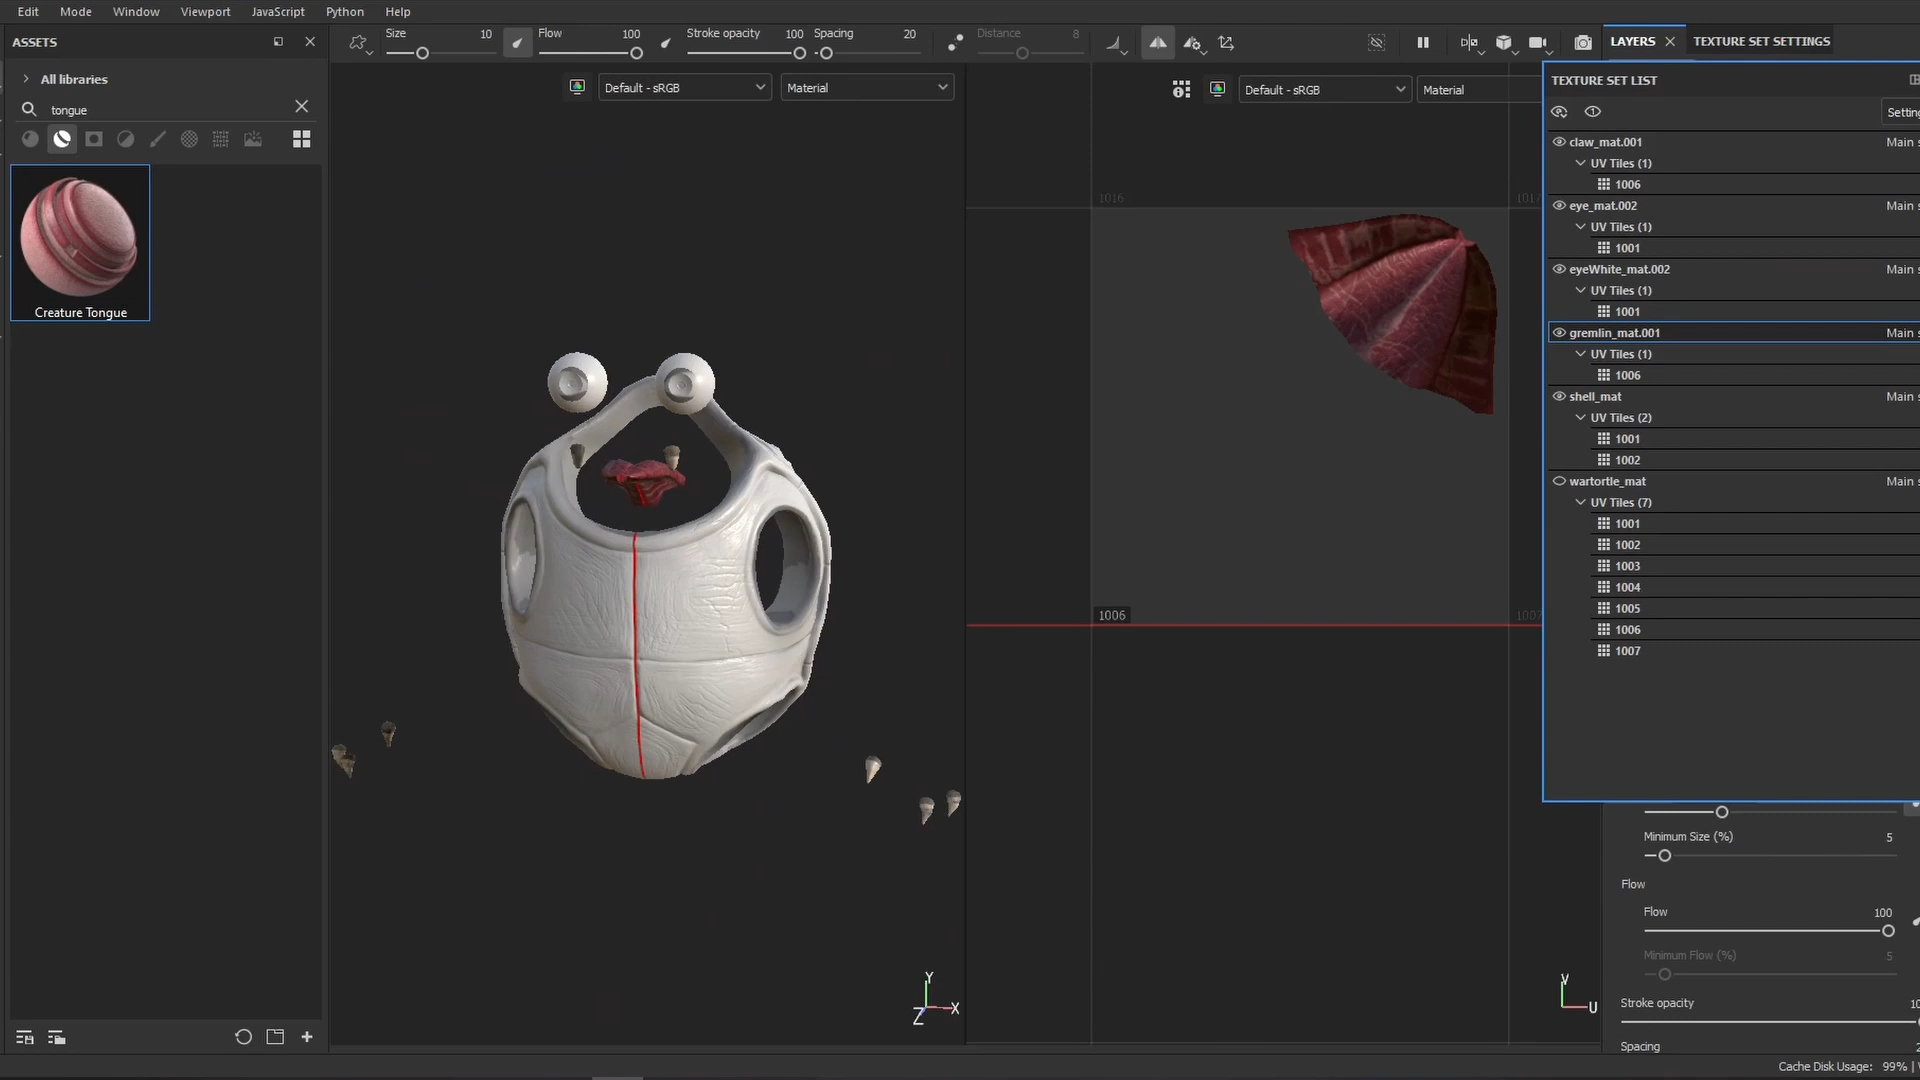 Edit Mode Window Viewport JavaScript Python Help
ASSETS
All libraries
tongue
Creature Tongue
Size 10
Flow 100
Stroke opacity 100
Spacing 20
Distance 8
Default - sRGB
Material
Default - sRGB
Material
1016
1006
Y
X
Z
V
U
LAYERS
TEXTURE SET SETTINGS
TEXTURE SET LIST
claw_mat.001 Main
UV Tiles (1)
1006
eye_mat.002 Main
UV Tiles (1)
1001
eyeWhite_mat.002 Main
UV Tiles (1)
1001
gremlin_mat.001 Main
UV Tiles (1)
1006
shell_mat Main
UV Tiles (2)
1001
1002
wartortle_mat Main
UV Tiles (7)
1001
1002
1003
1004
1005
1006
1007
Minimum Size (%) 5
Flow
Flow 100
Minimum Flow (%) 5
Stroke opacity
Spacing
Cache Disk Usage: 99% |